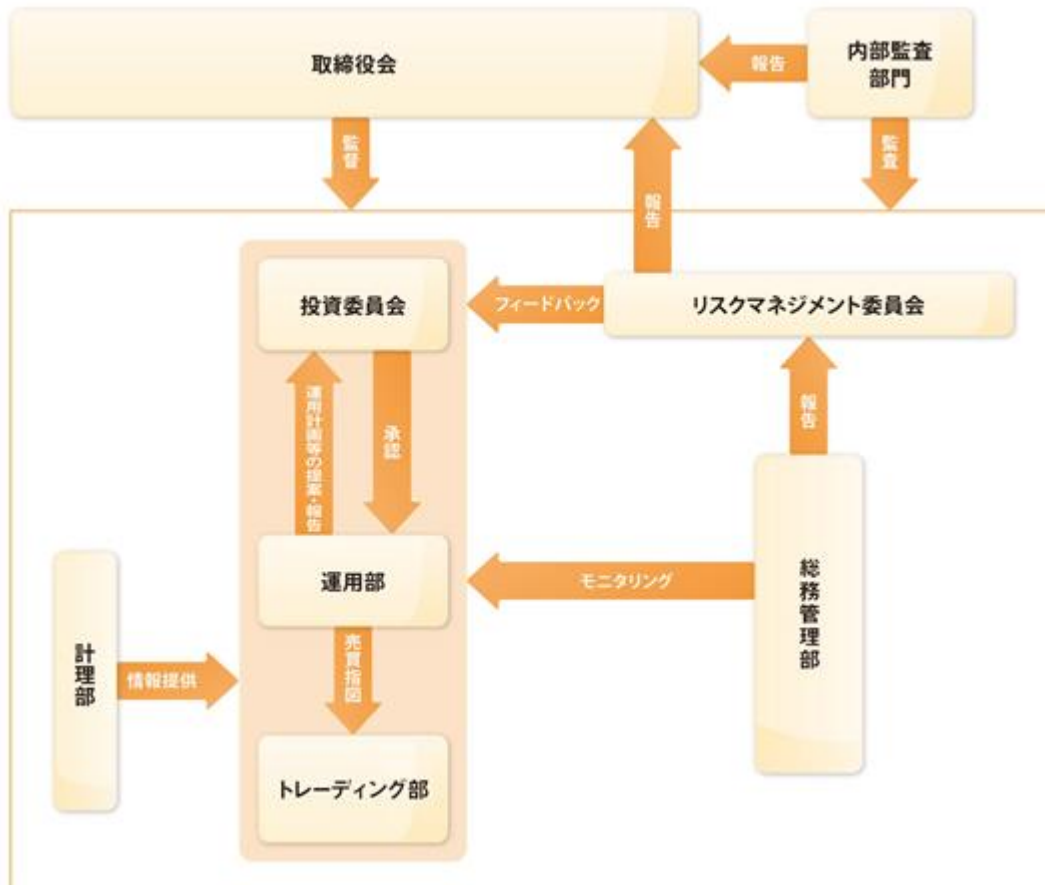 取締役会
報告
内部監査
部門
監督
監査
報告
投資委員会
フィードバック
リスクマネジメント委員会
運用計画等の提案・報告
承認
報告
運用部
モニタリング
総務管理部
計理部
情報提供
売買指図
トレーディング部